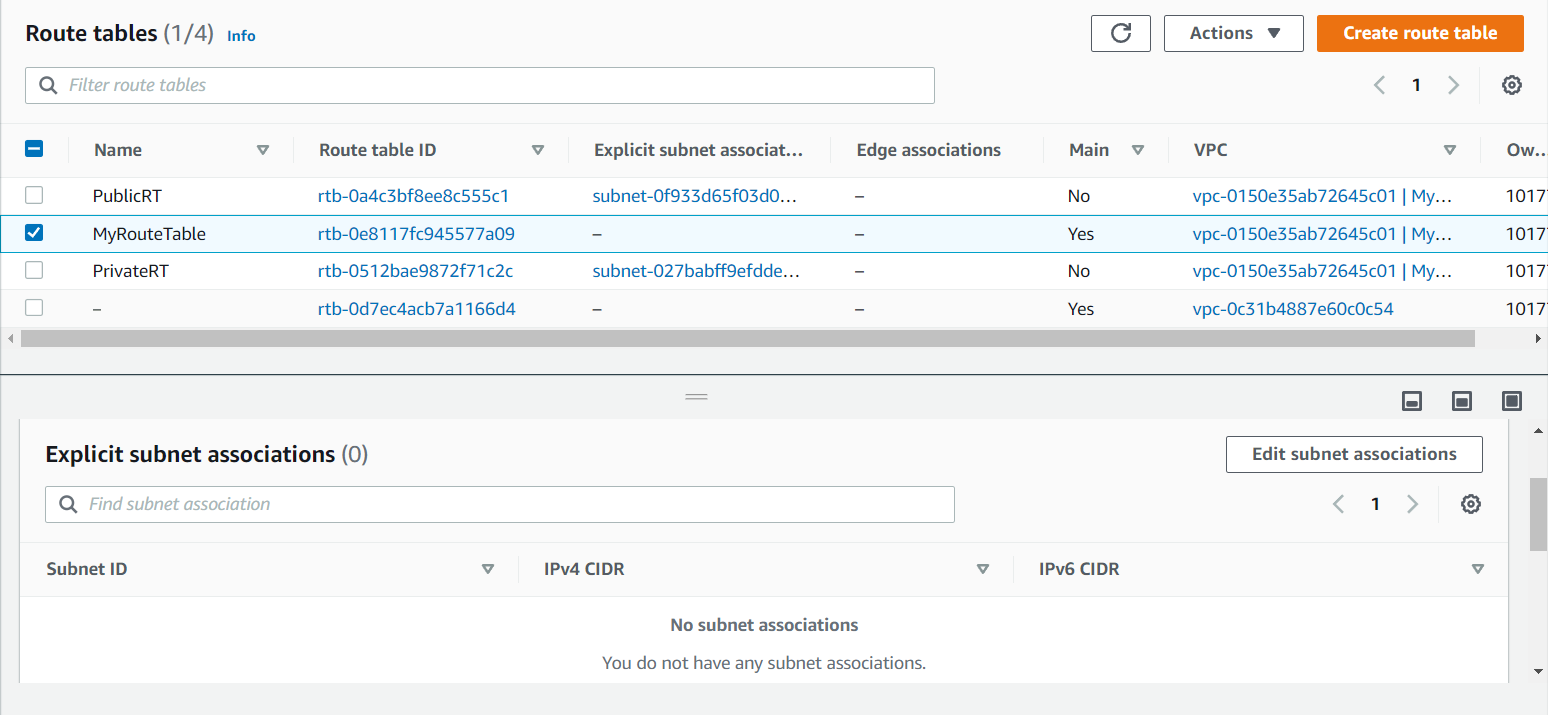 Route tables (1/4) Info
Actions
Create route table
Filter route tables
1
Name Route table ID Explicit subnet associat... Edge associations Main VPC Ow...
PublicRT rtb-0a4c3bf8ee8c555c1 subnet-0f933d65f03d0... – No vpc-0150e35ab72645c01 | My... 1017
MyRouteTable rtb-0e8117fc945577a09 – – Yes vpc-0150e35ab72645c01 | My... 1017
PrivateRT rtb-0512bae9872f71c2c subnet-027babff9efdde... – No vpc-0150e35ab72645c01 | My... 1017
– rtb-0d7ec4acb7a1166d4 – – Yes vpc-0c31b4887e60c0c54 1017
Explicit subnet associations (0)
Edit subnet associations
Find subnet association
1
Subnet ID IPv4 CIDR IPv6 CIDR
No subnet associations
You do not have any subnet associations.